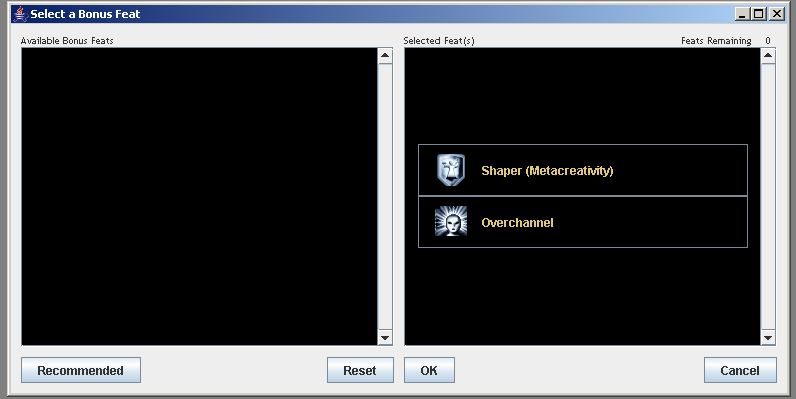 Select a Bonus Feat
Available Bonus Feats
Selected Feat(s) Feats Remaining 0
Shaper (Metacreativity)
Overchannel
Recommended Reset OK Cancel